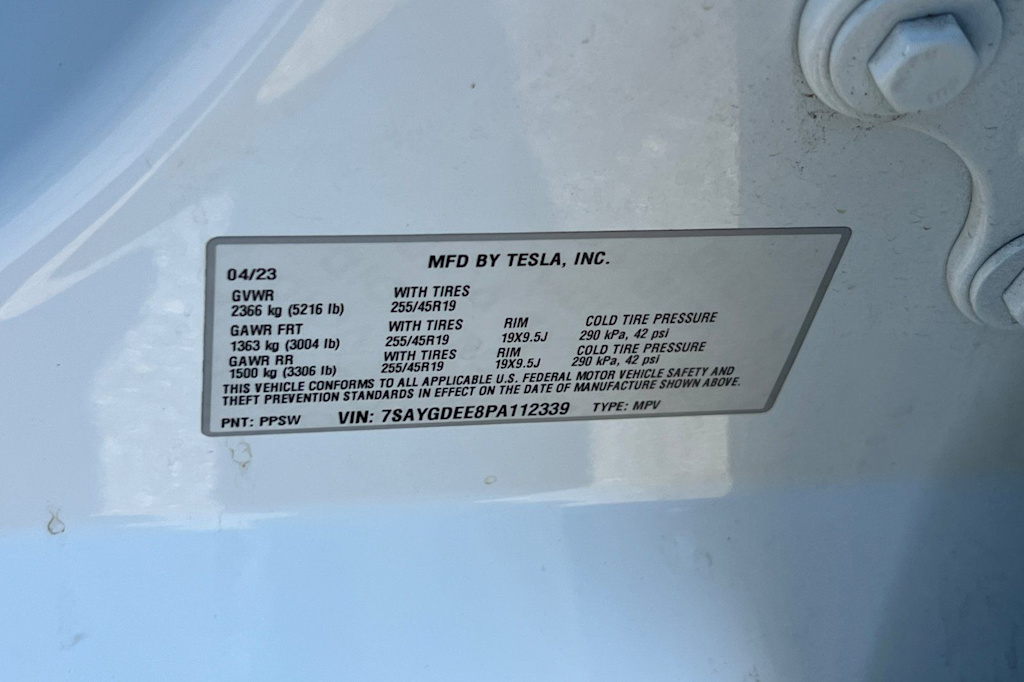 MFD BY TESLA, INC.
04/23
GVWR WITH TIRES
2366 kg (5216 lb) 255/45R19
GAWR FRT WITH TIRES RIM COLD TIRE PRESSURE
1363 kg (3004 lb) 255/45R19 19X9.5J 290 kPa, 42 psi
GAWR RR WITH TIRES RIM COLD TIRE PRESSURE
1500 kg (3306 lb) 255/45R19 19X9.5J 290 kPa, 42 psi
THIS VEHICLE CONFORMS TO ALL APPLICABLE U.S. FEDERAL MOTOR VEHICLE SAFETY AND
THEFT PREVENTION STANDARDS IN EFFECT ON THE DATE OF MANUFACTURE SHOWN ABOVE.
PNT: PPSW VIN: 7SAYGDEE8PA112339 TYPE: MPV